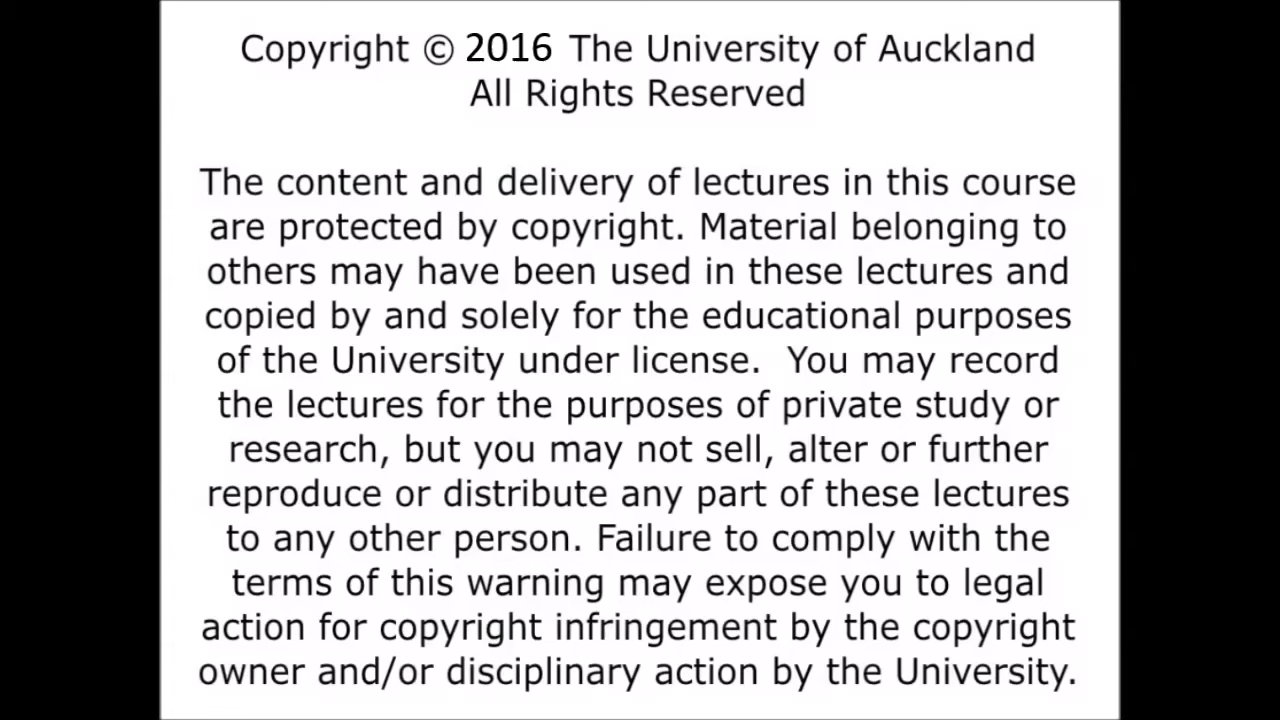 Copyright © 2016 The University of Auckland
All Rights Reserved
The content and delivery of lectures in this course
are protected by copyright. Material belonging to
others may have been used in these lectures and
copied by and solely for the educational purposes
of the University under license.  You may record
the lectures for the purposes of private study or
research, but you may not sell, alter or further
reproduce or distribute any part of these lectures
to any other person. Failure to comply with the
terms of this warning may expose you to legal
action for copyright infringement by the copyright
owner and/or disciplinary action by the University.